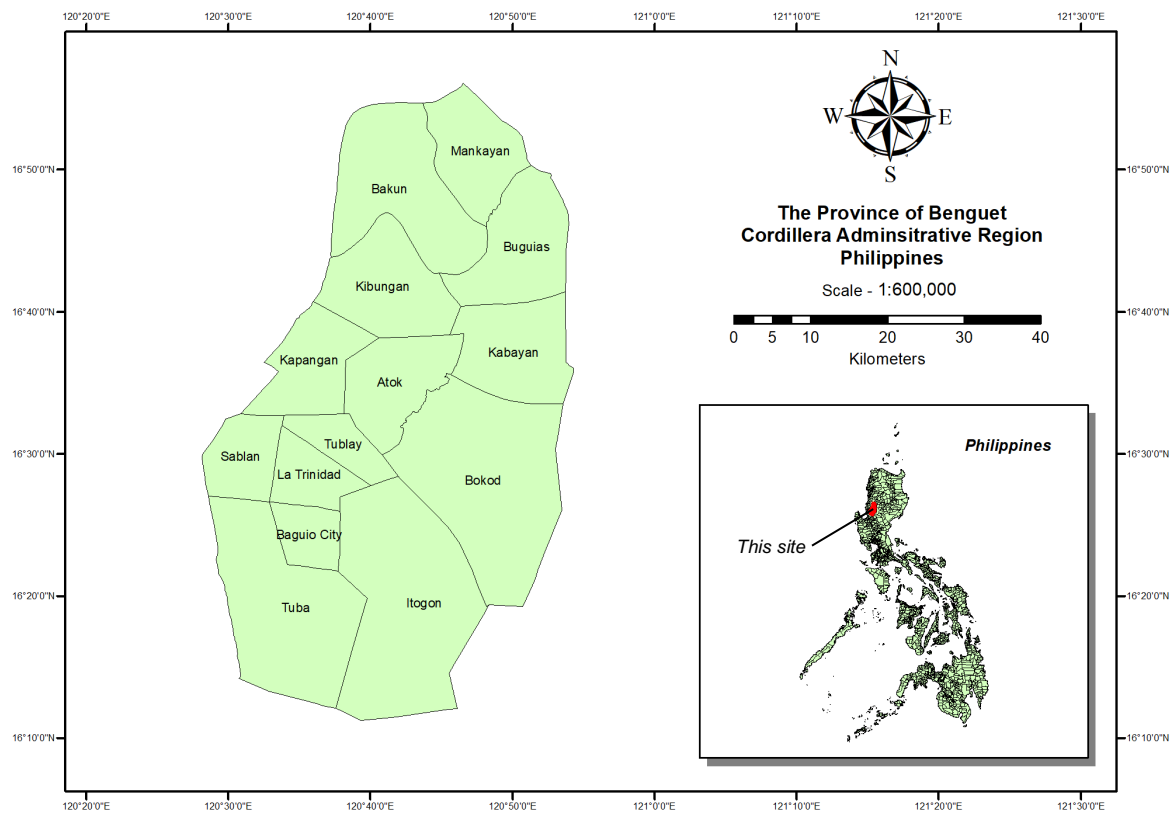 120°20'0"E 120°30'0"E 120°40'0"E 120°50'0"E 121°0'0"E 121°10'0"E 121°20'0"E 121°30'0"E
N
W E
S
16°50'0"N 16°50'0"N
Mankayan
Bakun
The Province of Benguet
Cordillera Adminsitrative Region
Philippines
Buguias
Kibungan
Scale - 1:600,000
16°40'0"N 16°40'0"N
0 5 10 20 30 40
Kilometers
Kabayan
Kapangan
Atok
Tublay
Philippines
16°30'0"N 16°30'0"N
Sablan
La Trinidad
Bokod
Baguio City
This site
16°20'0"N 16°20'0"N
Itogon
Tuba
16°10'0"N 16°10'0"N
120°20'0"E 120°30'0"E 120°40'0"E 120°50'0"E 121°0'0"E 121°10'0"E 121°20'0"E 121°30'0"E